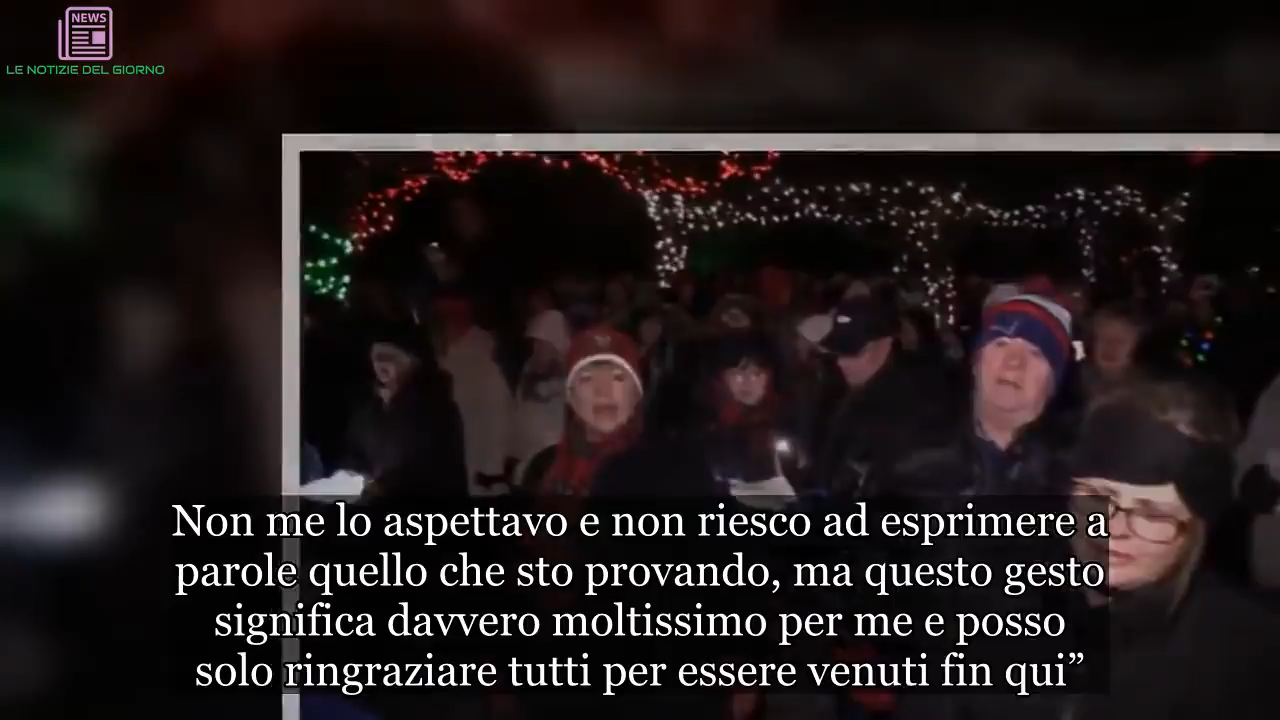 NEWS
LE NOTIZIE DEL GIORNO
Non me lo aspettavo e non riesco ad esprimere a
parole quello che sto provando, ma questo gesto
significa davvero moltissimo per me e posso
solo ringraziare tutti per essere venuti fin qui”